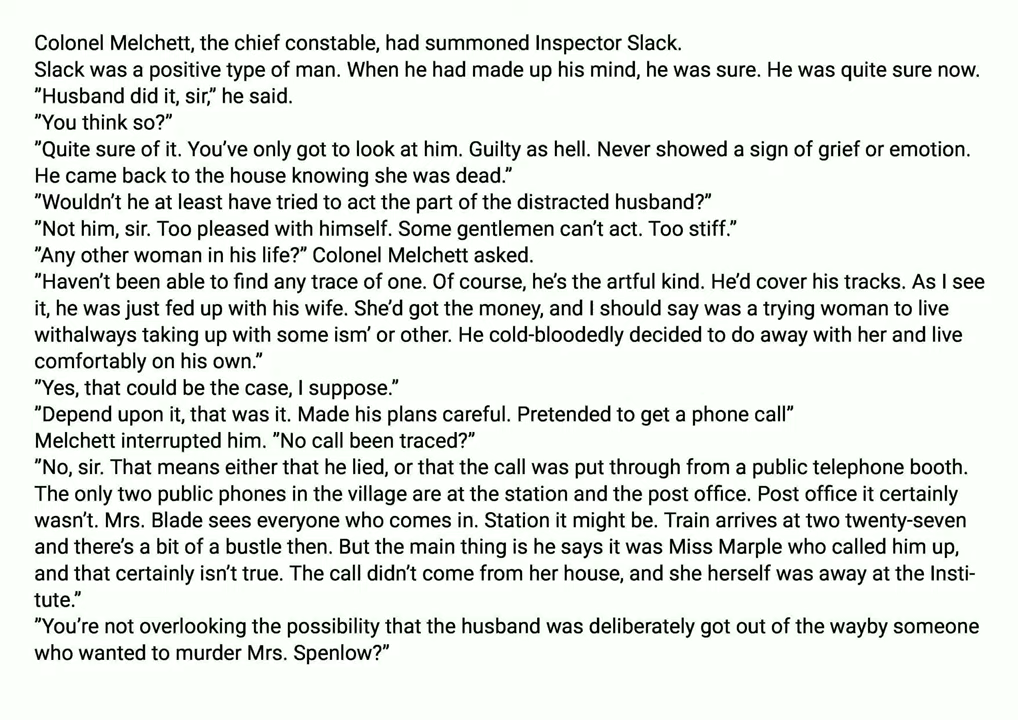 Colonel Melchett, the chief constable, had summoned Inspector Slack.
Slack was a positive type of man. When he had made up his mind, he was sure. He was quite sure now.
”Husband did it, sir,” he said.
”You think so?”
”Quite sure of it. You’ve only got to look at him. Guilty as hell. Never showed a sign of grief or emotion.
He came back to the house knowing she was dead.”
”Wouldn’t he at least have tried to act the part of the distracted husband?”
”Not him, sir. Too pleased with himself. Some gentlemen can’t act. Too stiff.”
”Any other woman in his life?” Colonel Melchett asked.
”Haven’t been able to find any trace of one. Of course, he’s the artful kind. He’d cover his tracks. As I see
it, he was just fed up with his wife. She’d got the money, and I should say was a trying woman to live
withalways taking up with some ism’ or other. He cold-bloodedly decided to do away with her and live
comfortably on his own.”
”Yes, that could be the case, I suppose.”
”Depend upon it, that was it. Made his plans careful. Pretended to get a phone call”
Melchett interrupted him. ”No call been traced?”
”No, sir. That means either that he lied, or that the call was put through from a public telephone booth.
The only two public phones in the village are at the station and the post office. Post office it certainly
wasn’t. Mrs. Blade sees everyone who comes in. Station it might be. Train arrives at two twenty-seven
and there’s a bit of a bustle then. But the main thing is he says it was Miss Marple who called him up,
and that certainly isn’t true. The call didn’t come from her house, and she herself was away at the Insti-
tute.”
”You’re not overlooking the possibility that the husband was deliberately got out of the wayby someone
who wanted to murder Mrs. Spenlow?”